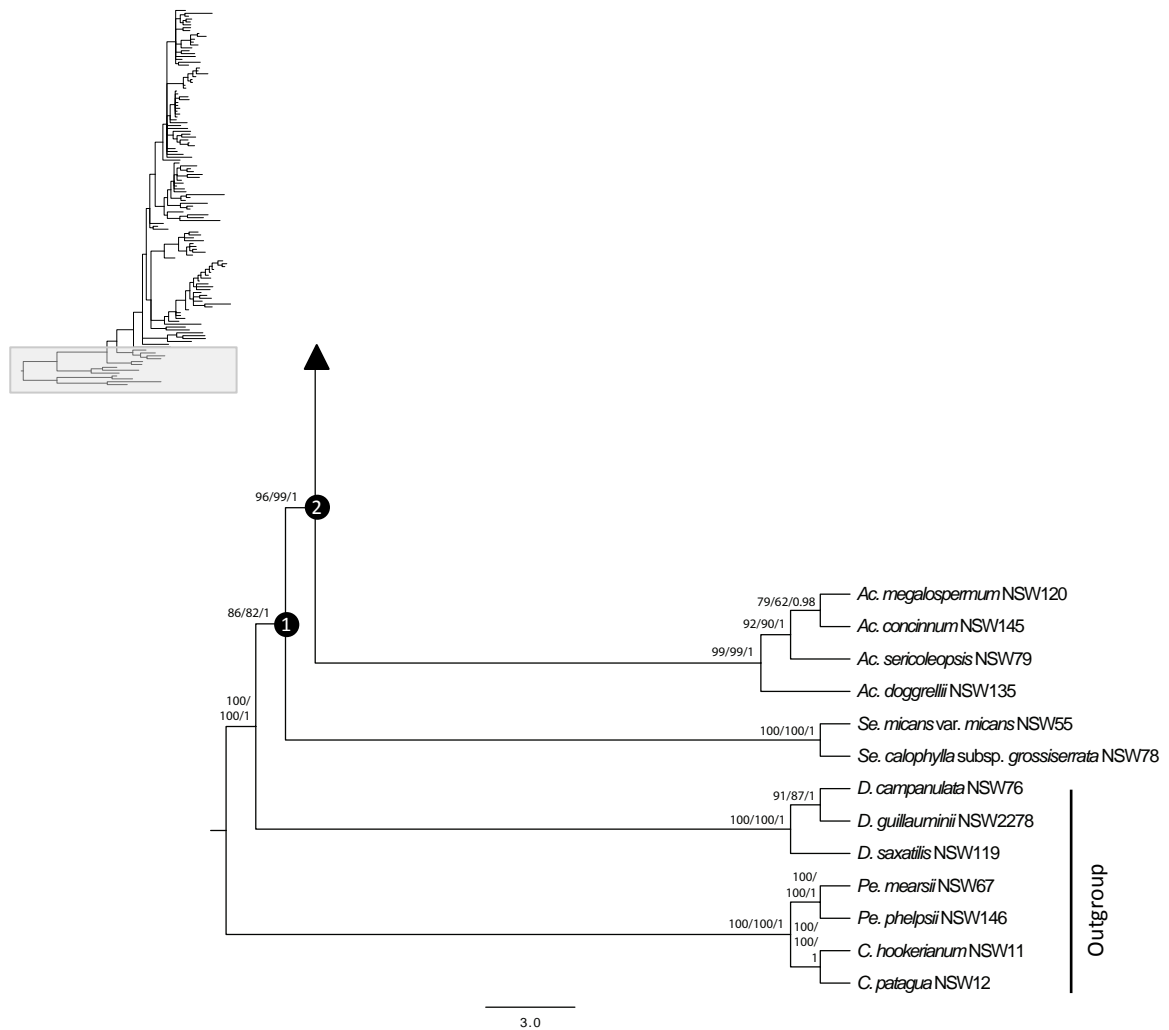 96/99/1
2
79/62/0.98
Ac. megalospermum NSW120
Ac. concinnum NSW145
92/90/1
86/82/1
1
99/99/1
Ac. sericoleopsis NSW79
Ac. doggrellii NSW135
100/
100/1
100/100/1
Se. micans var. micans NSW55
Se. calophylla subsp. grossiserrata NSW78
91/87/1
D. campanulata NSW76
100/100/1
D. guillauminii NSW2278
D. saxatilis NSW119
100/
100/1
Pe. mearsii NSW67
Pe. phelpsii NSW146
100/100/1
100/
100/
1
C. hookerianum NSW11
C. patagua NSW12
Outgroup
3.0